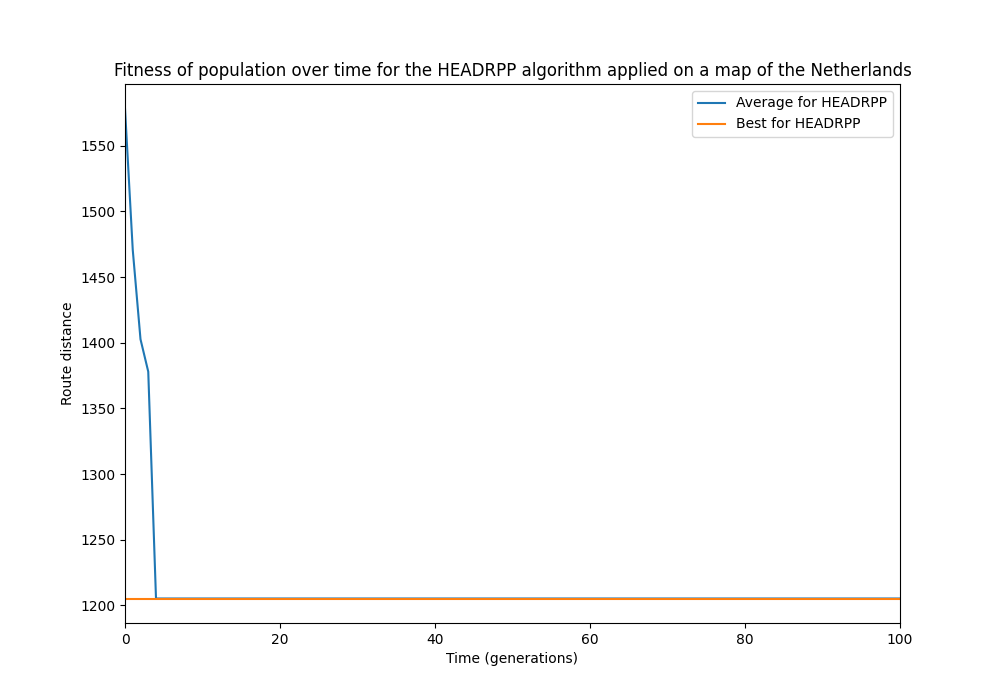 Fitness of population over time for the HEADRPP algorithm applied on a map of the Netherlands
Average for HEADRPP
Best for HEADRPP
1550
1500
1450
1400
1350
1300
1250
1200
Route distance
0 20 40 60 80 100
Time (generations)